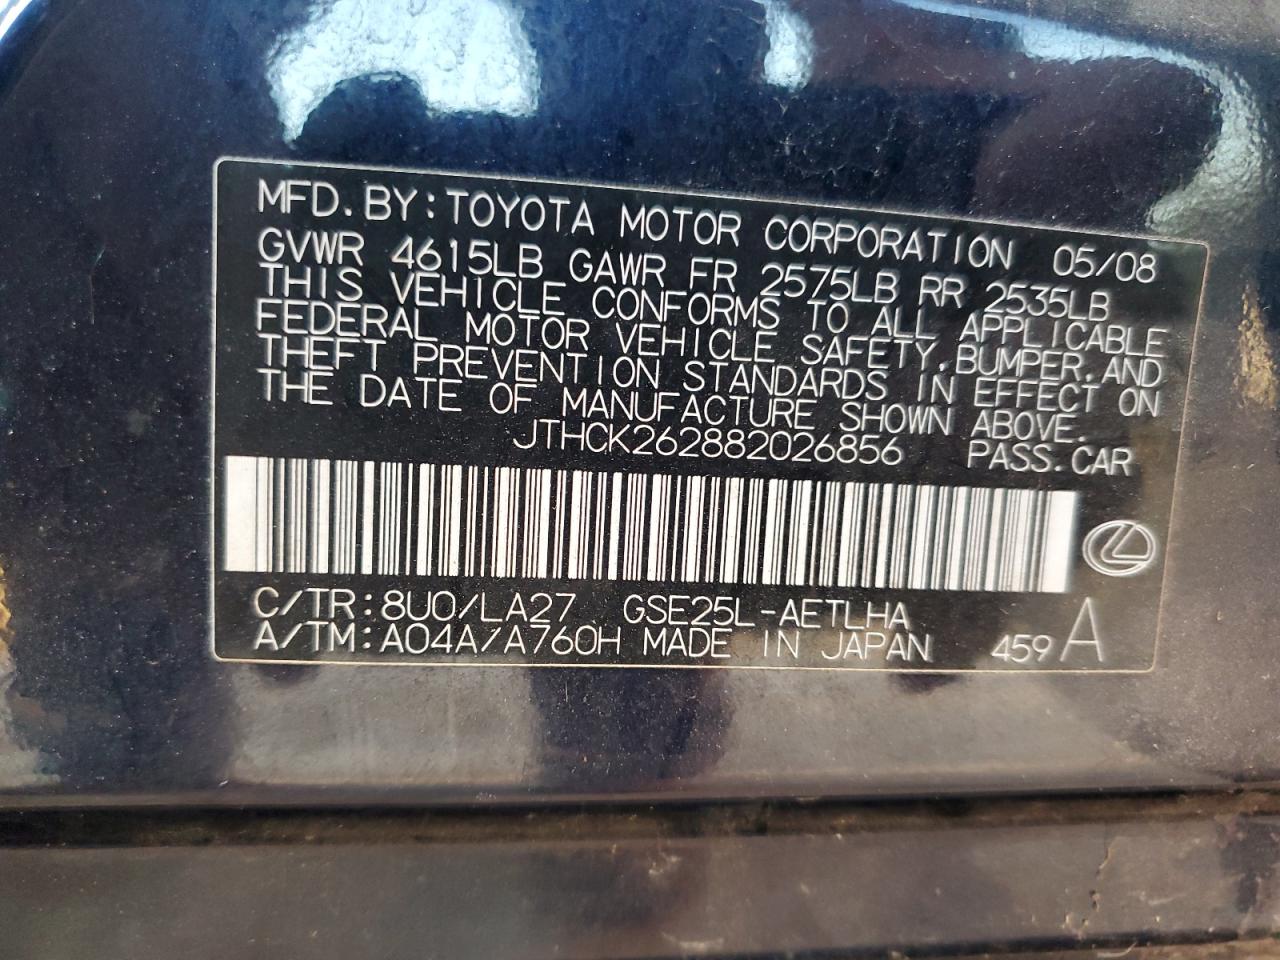 MFD. BY: TOYOTA MOTOR CORPORATION 05/08
GVWR 4615LB GAWR FR 2575LB RR 2535LB
THIS VEHICLE CONFORMS TO ALL APPLICABLE
FEDERAL MOTOR VEHICLE SAFETY, BUMPER, AND
THEFT PREVENTION STANDARDS IN EFFECT ON
THE DATE OF MANUFACTURE SHOWN ABOVE.
JTHCK262882026856 PASS. CAR
C/TR: 8U0/LA27 GSE25L-AETLHA
A/TM: A04A/A760H MADE IN JAPAN 459 A